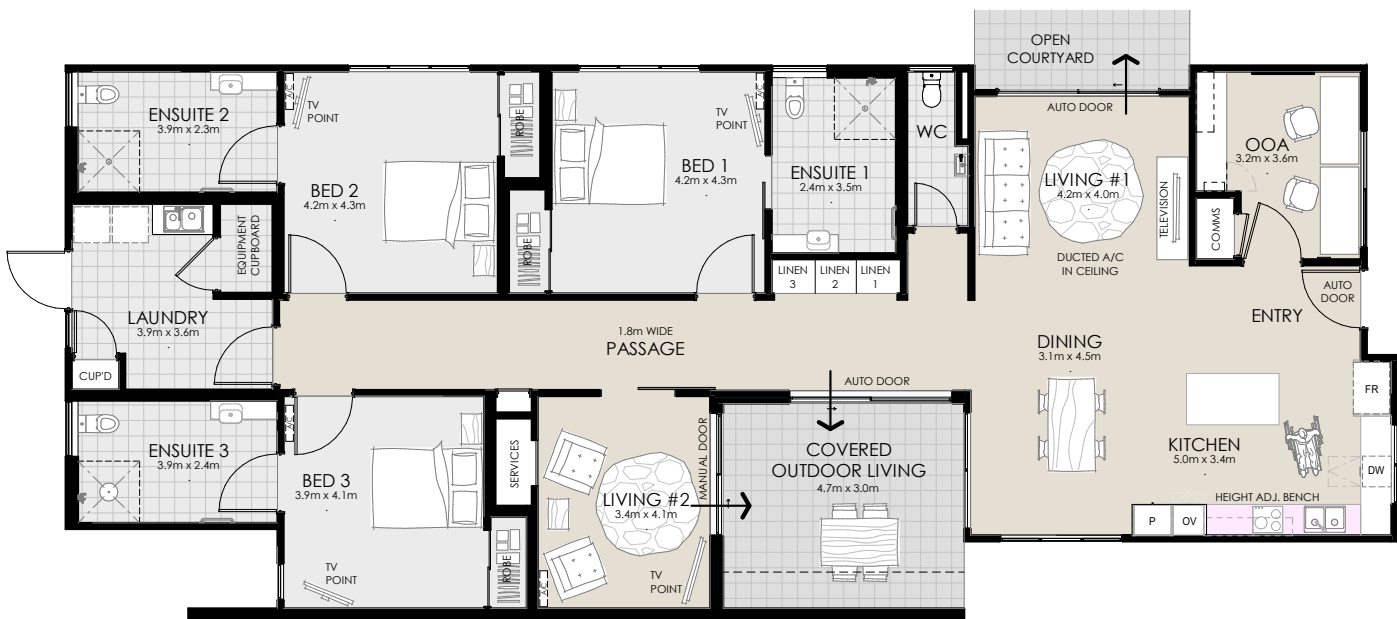 OPEN
COURTYARD
AUTO DOOR
ENSUITE 2
3.9m x 2.3m
A/C
TV
POINT
BED 2
4.2m x 4.3m
ROBE
ROBE
A/C
TV
POINT
BED 1
4.2m x 4.3m
ENSUITE 1
2.4m x 3.5m
WC
LIVING #1
4.2m x 4.0m
TELEVISION
DUCTED A/C
IN CEILING
OOA
3.2m x 3.6m
COMMS
EQUIPMENT
CUPBOARD
LINEN
3
LINEN
2
LINEN
1
AUTO
DOOR
ENTRY
LAUNDRY
3.9m x 3.6m
CUP'D
1.8m WIDE
PASSAGE
DINING
3.1m x 4.5m
AUTO DOOR
FR
ENSUITE 3
3.9m x 2.4m
A/C
BED 3
3.9m x 4.1m
TV
POINT
SERVICES
ROBE
LIVING #2
3.4m x 4.1m
A/C
TV
POINT
MANUAL DOOR
COVERED
OUTDOOR LIVING
4.7m x 3.0m
KITCHEN
5.0m x 3.4m
DW
HEIGHT ADJ. BENCH
P
OV